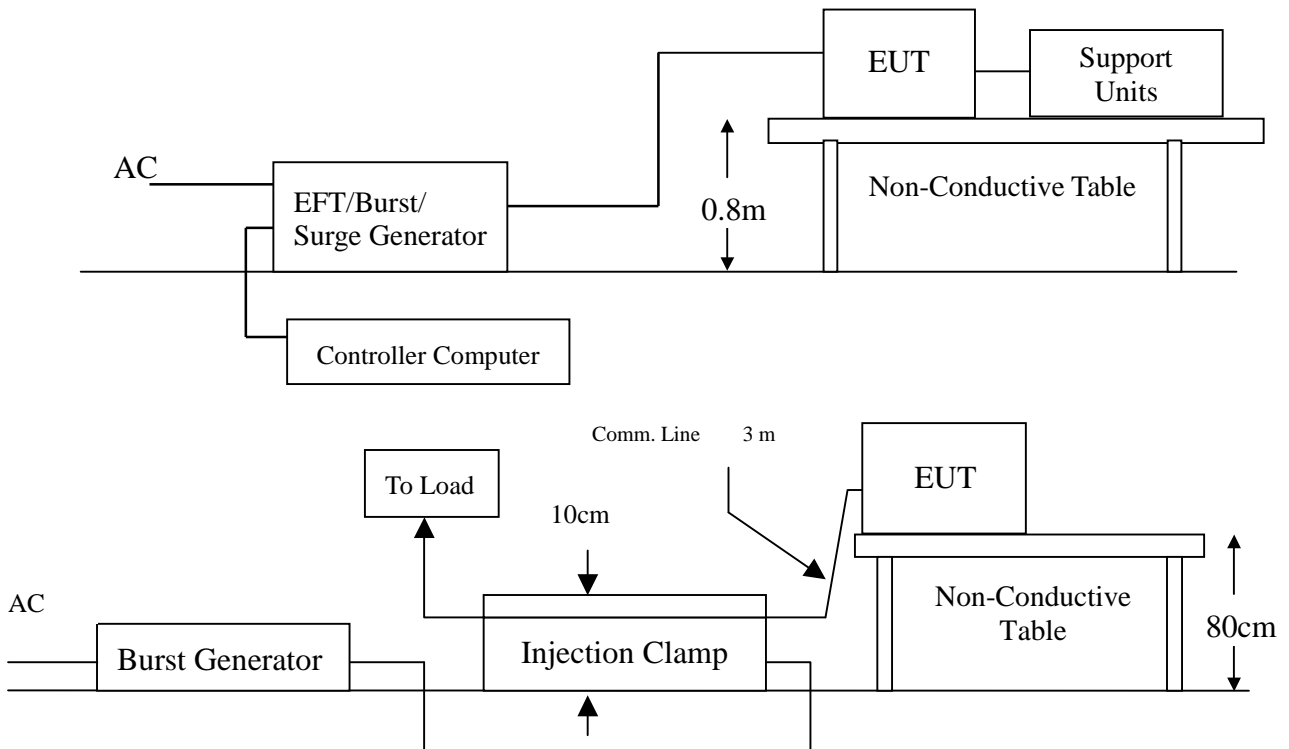 EUT
Support
Units
AC
EFT/Burst/
Surge Generator
0.8m
Non-Conductive Table
Controller Computer
Comm. Line 3 m
To Load
EUT
10cm
AC
Burst Generator
Injection Clamp
Non-Conductive
Table
80cm